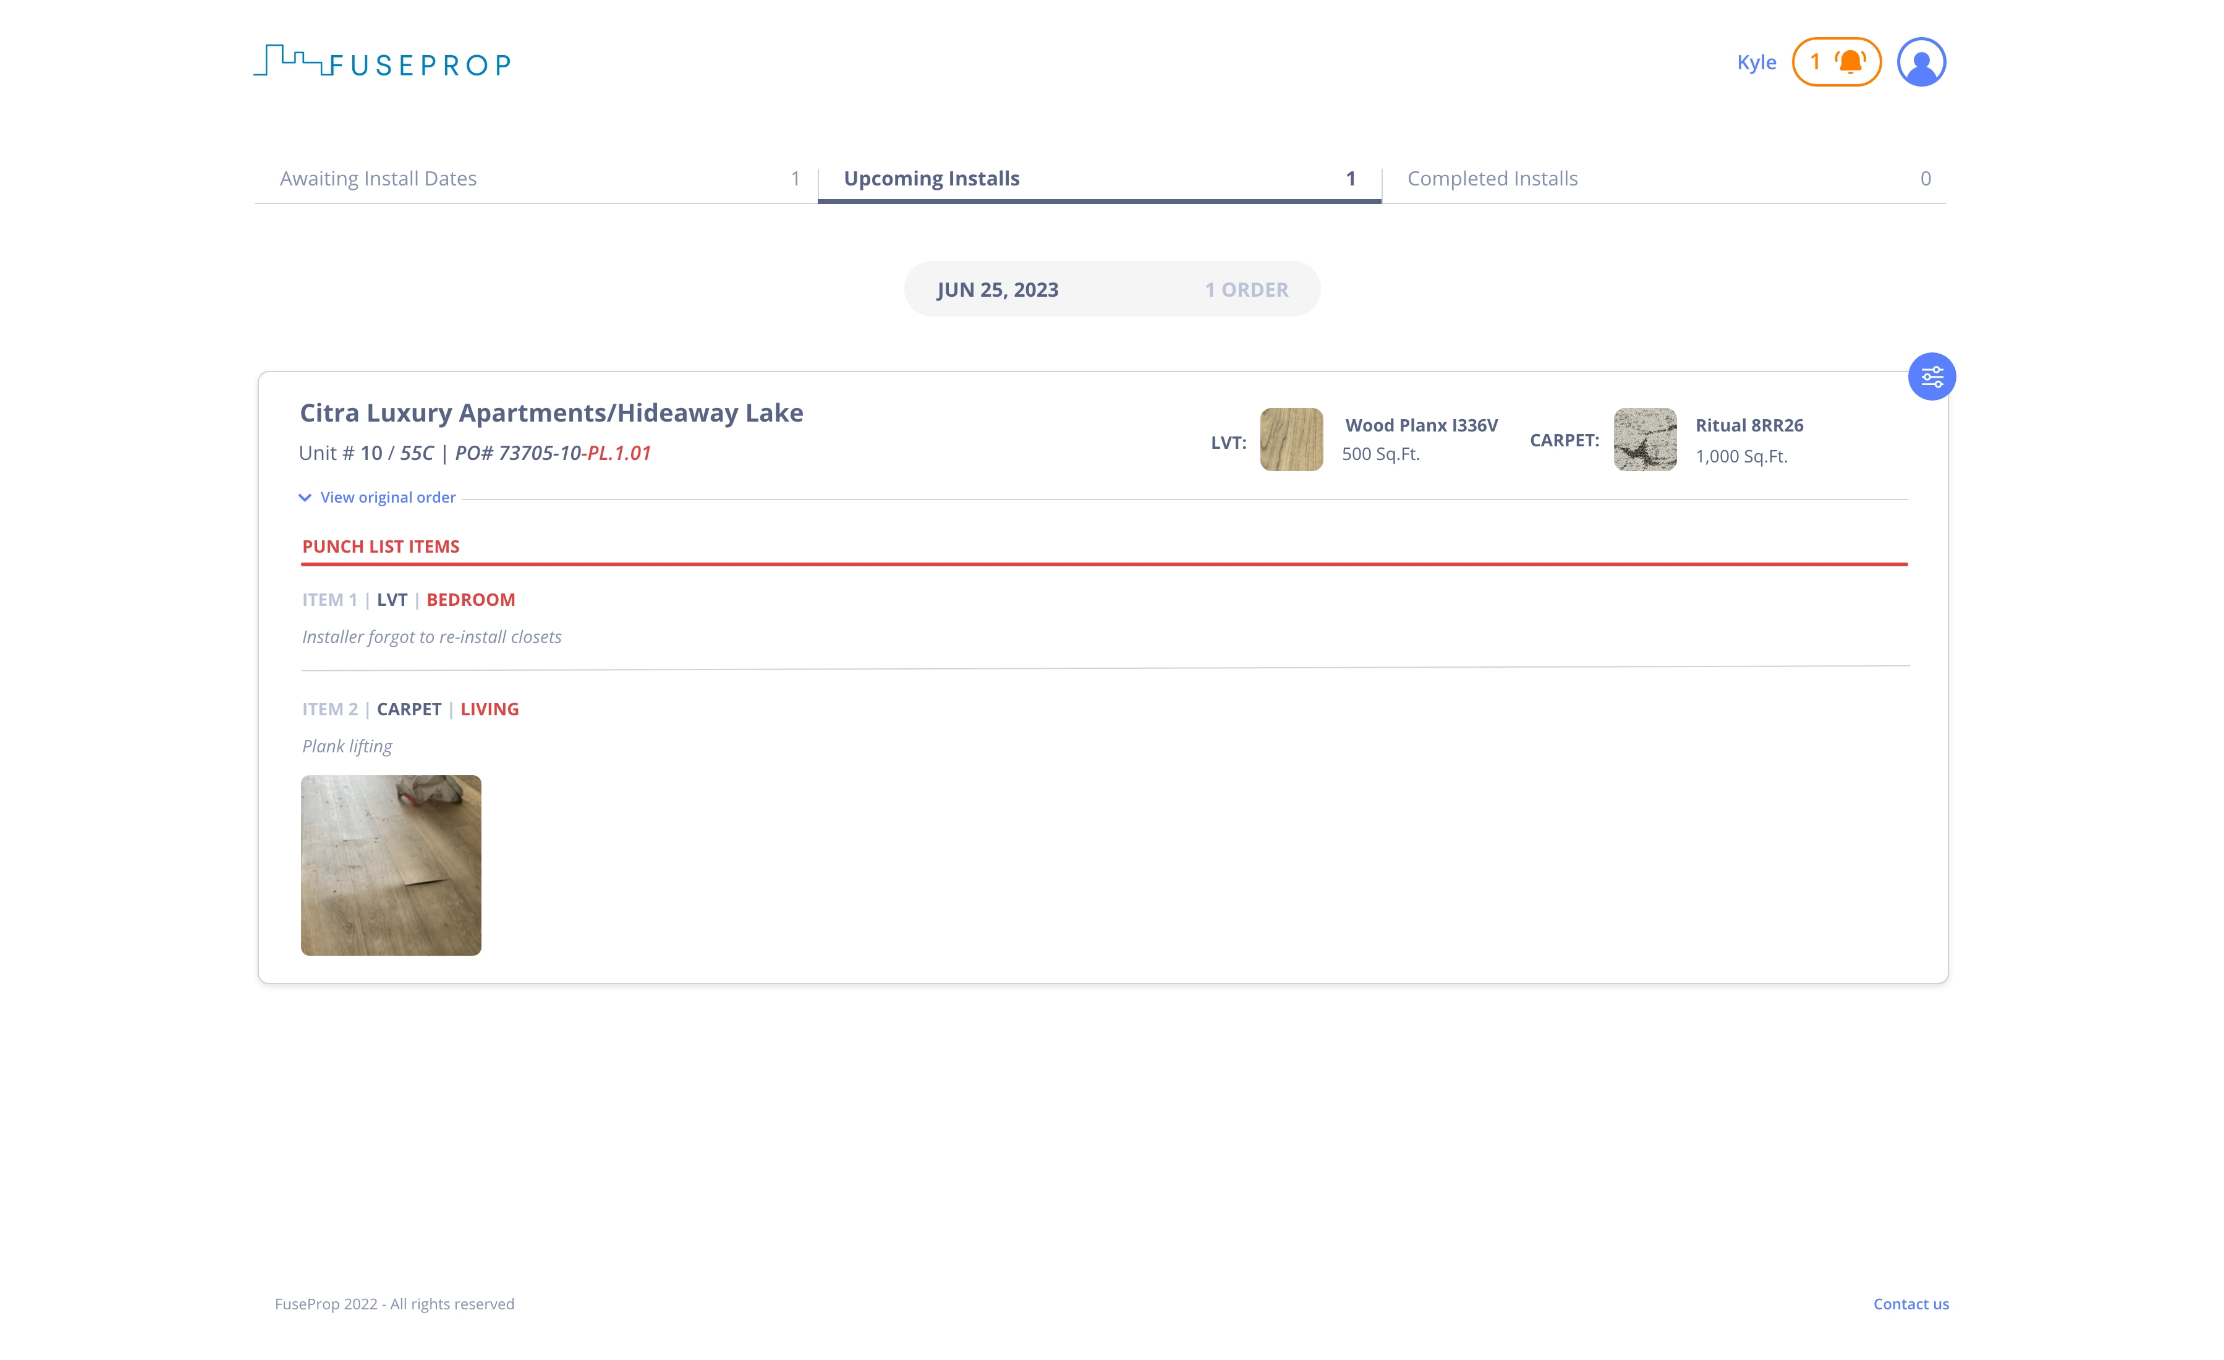 FUSEPROP
Kyle 1
Awaiting Install Dates 1
Upcoming Installs 1
Completed Installs 0
JUN 25, 2023 1 ORDER
Citra Luxury Apartments/Hideaway Lake
Unit # 10 / 55C | PO# 73705-10-PL.1.01
LVT:
Wood Planx I336V
500 Sq.Ft.
CARPET:
Ritual 8RR26
1,000 Sq.Ft.
View original order
PUNCH LIST ITEMS
ITEM 1 | LVT | BEDROOM
Installer forgot to re-install closets
ITEM 2 | CARPET | LIVING
Plank lifting
FuseProp 2022 - All rights reserved
Contact us